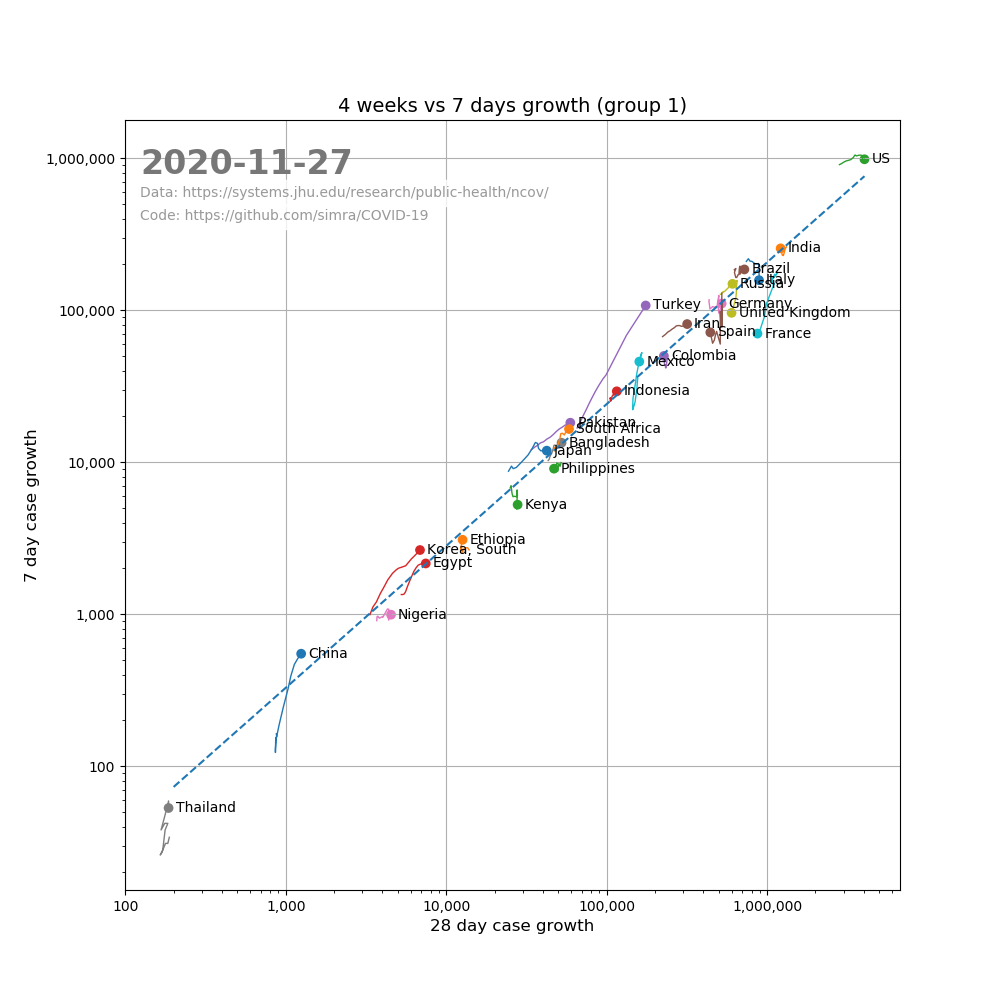 4 weeks vs 7 days growth (group 1)
1,000,000
2020-11-27
US
Data: https://systems.jhu.edu/research/public-health/ncov/
Code: https://github.com/simra/COVID-19
India
Brazil
Italy
Russia
Turkey
Germany
100,000
United Kingdom
Iran
Spain
France
Colombia
Mexico
Indonesia
Pakistan
South Africa
Bangladesh
Japan
10,000
Philippines
Kenya
Ethiopia
Korea, South
Egypt
1,000
Nigeria
China
100
Thailand
7 day case growth
100
1,000
10,000
100,000
1,000,000
28 day case growth